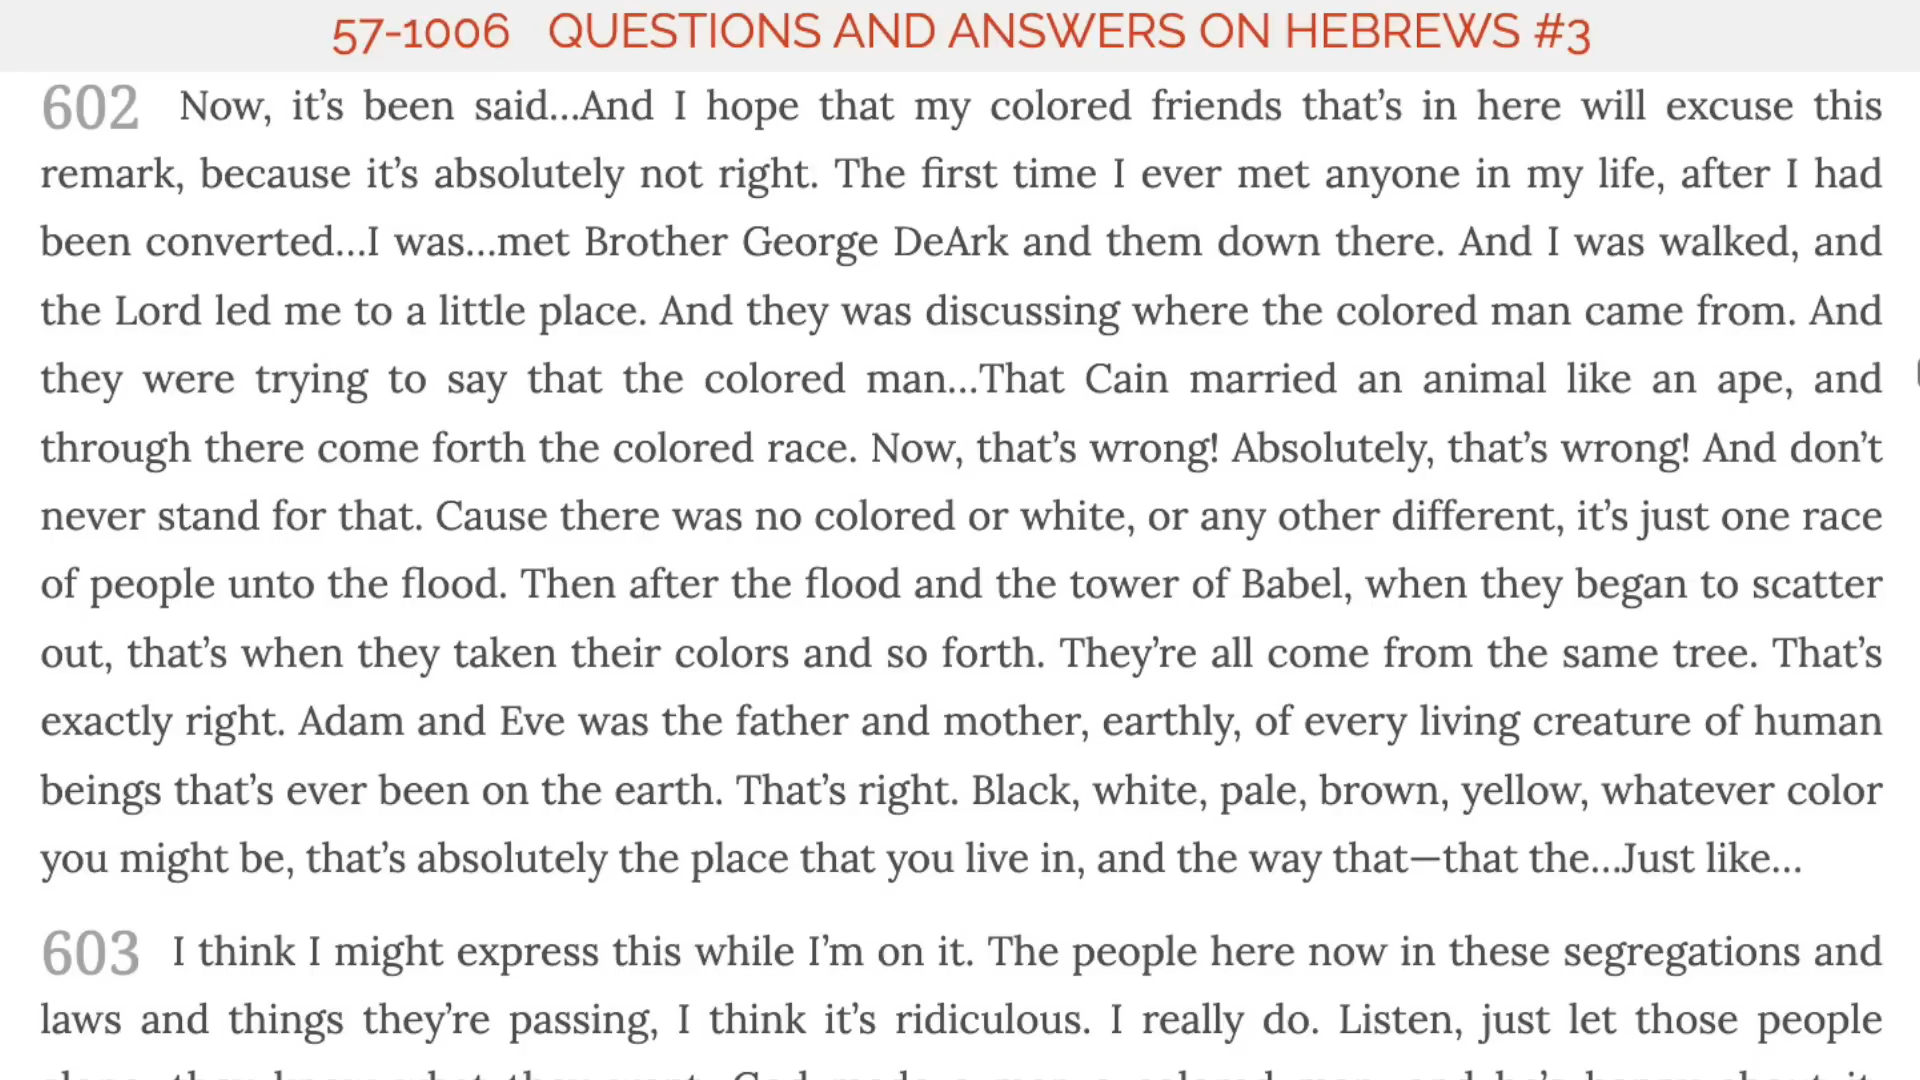 57-1006 QUESTIONS AND ANSWERS ON HEBREWS #3
602 Now, it's been said...And I hope that my colored friends that's in here will excuse this
remark, because it's absolutely not right. The first time I ever met anyone in my life, after I had
been converted...I was...met Brother George DeArk and them down there. And I was walked, and
the Lord led me to a little place. And they was discussing where the colored man came from. And
they were trying to say that the colored man...That Cain married an animal like an ape, and
through there come forth the colored race. Now, that's wrong! Absolutely, that's wrong! And don't
never stand for that. Cause there was no colored or white, or any other different, it's just one race
of people unto the flood. Then after the flood and the tower of Babel, when they began to scatter
out, that's when they taken their colors and so forth. They're all come from the same tree. That's
exactly right. Adam and Eve was the father and mother, earthly, of every living creature of human
beings that's ever been on the earth. That's right. Black, white, pale, brown, yellow, whatever color
you might be, that's absolutely the place that you live in, and the way that—that the...Just like...
603 I think I might express this while I'm on it. The people here now in these segregations and
laws and things they're passing, I think it's ridiculous. I really do. Listen, just let those people